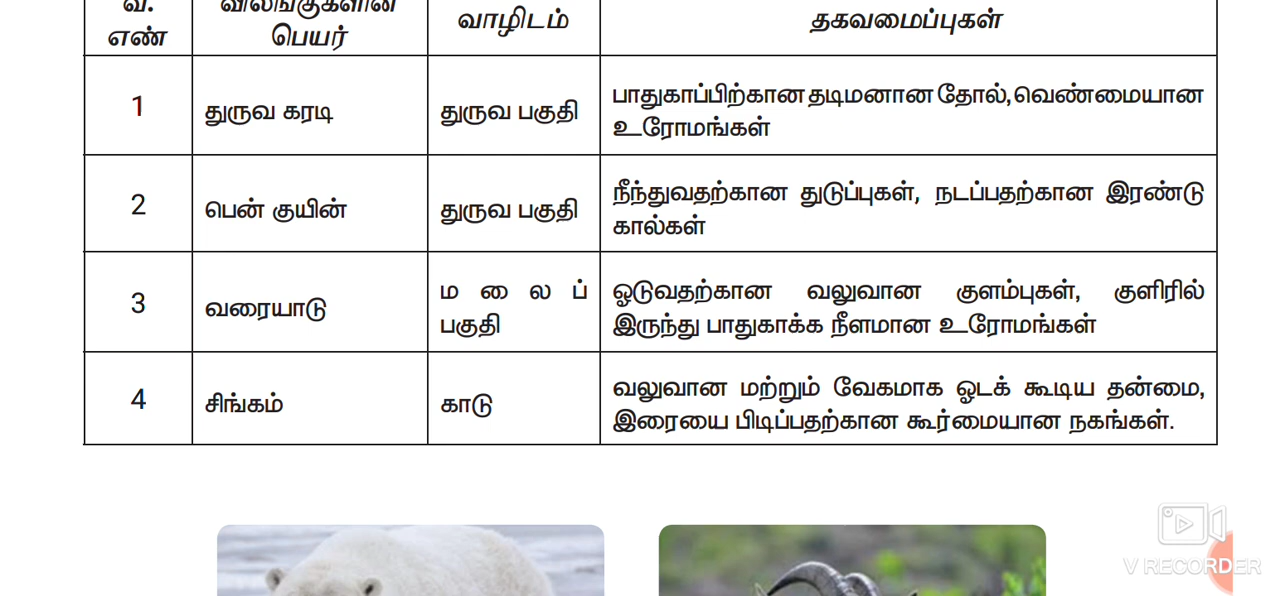 வ. விலங்குகளின் வாழிடம் தகவமைப்புகள்
எண் பெயர்
1 துருவ கரடி துருவ பகுதி பாதுகாப்பிற்கான தடிமனான தோல், வெண்மையான
உரோமங்கள்
2 பென் குயின் துருவ பகுதி நீந்துவதற்கான துடுப்புகள், நடப்பதற்கான இரண்டு
கால்கள்
3 வரையாடு ம லை ப் ஓடுவதற்கான வலுவான குளம்புகள், குளிரில்
பகுதி இருந்து பாதுகாக்க நீளமான உரோமங்கள்
4 சிங்கம் காடு வலுவான மற்றும் வேகமாக ஓடக் கூடிய தன்மை,
இரையை பிடிப்பதற்கான கூர்மையான நகங்கள்.
V RECORDER